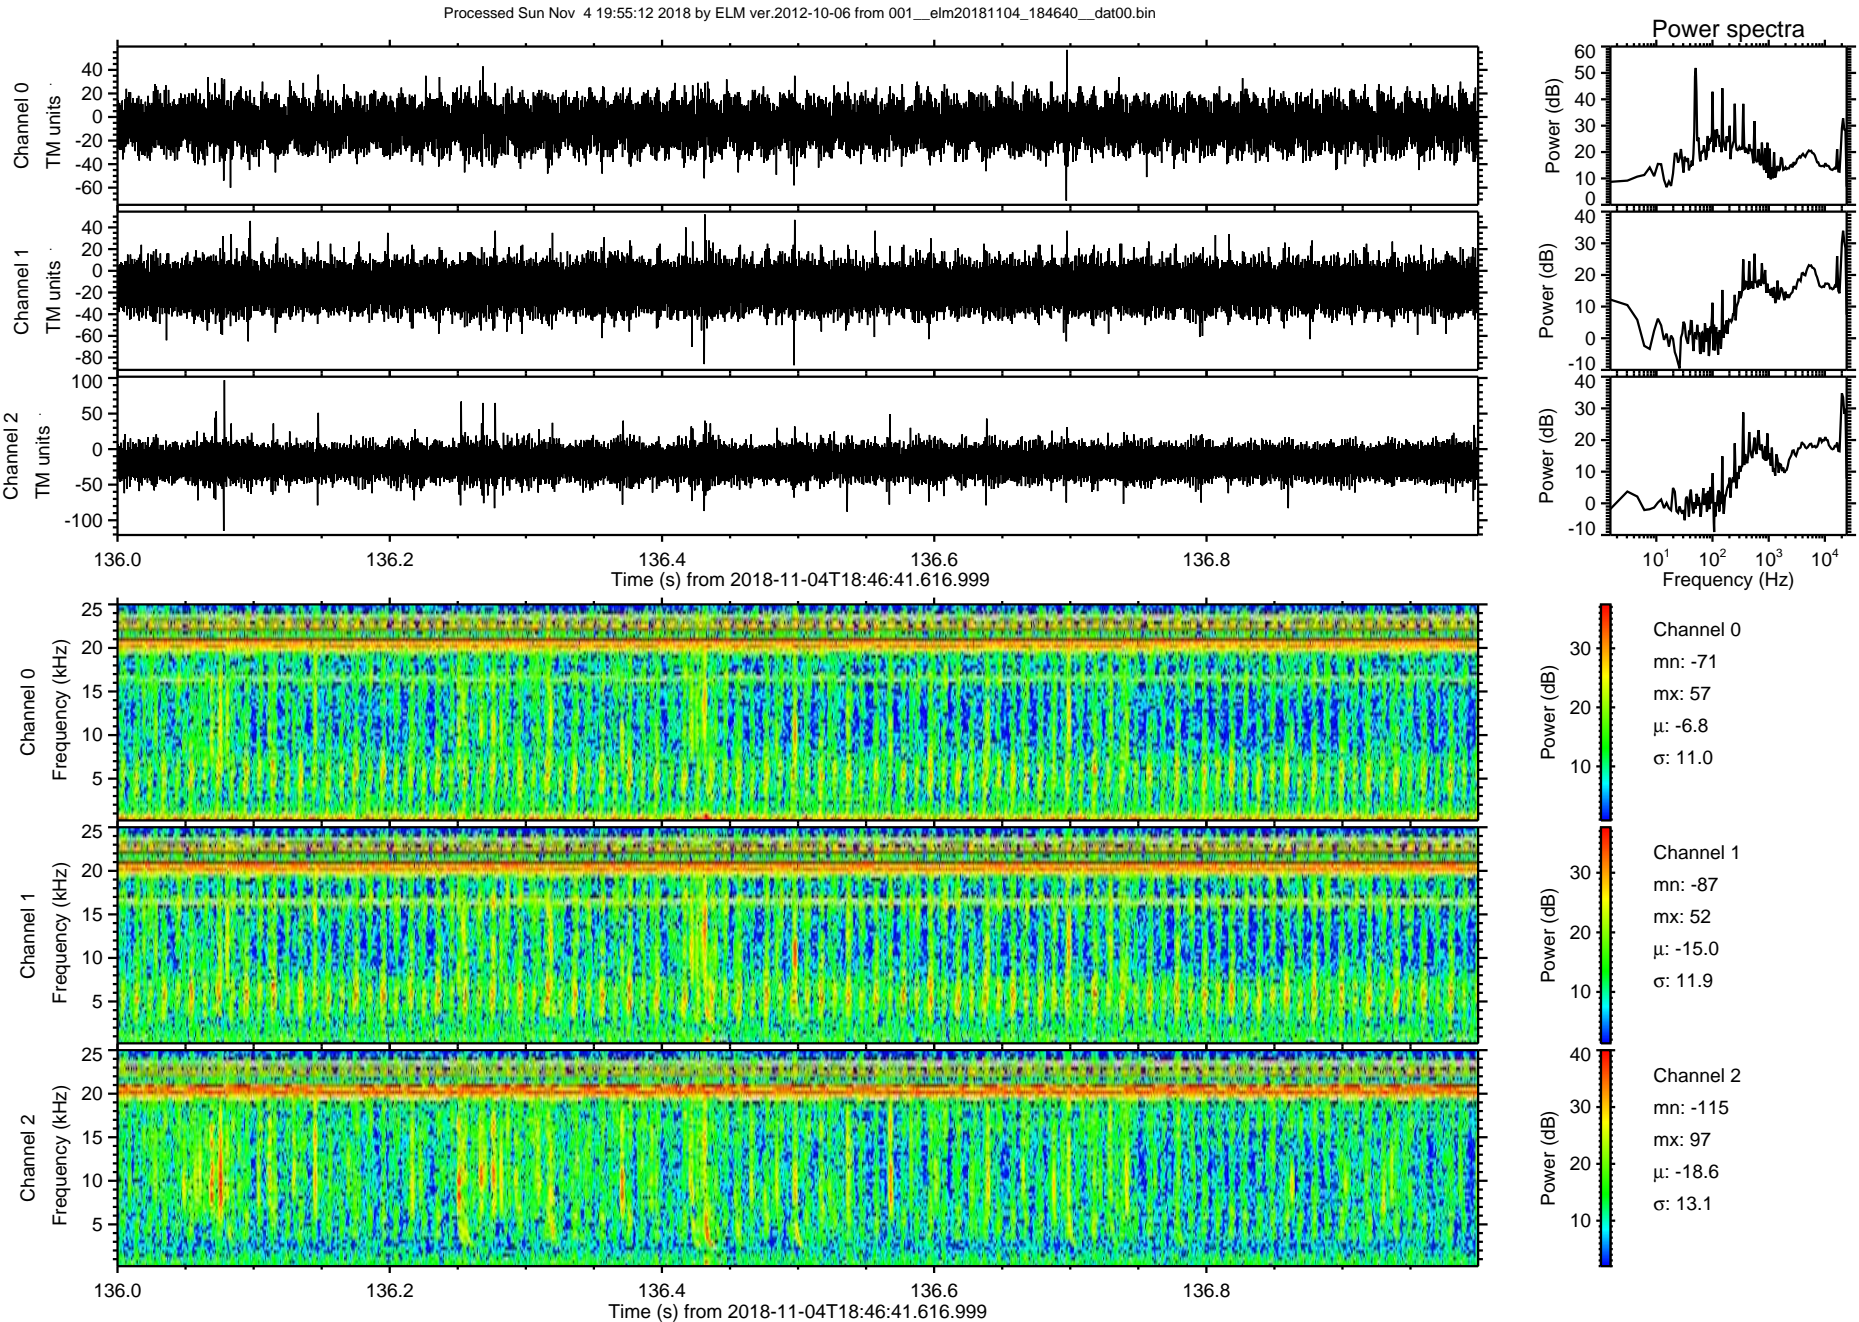 Processed Sun Nov  4 19:55:12 2018 by ELM ver.2012-10-06 from 001__elm20181104_184640__dat00.bin
Power spectra
Channel 0
TM units
40
20
0
-20
-40
-60
Power (dB)
60
50
40
30
20
10
0
Channel 1
TM units
40
20
0
-20
-40
-60
-80
Power (dB)
40
30
20
10
0
-10
Channel 2
TM units
100
50
0
-50
-100
Power (dB)
40
30
20
10
0
-10
136.0 136.2 136.4 136.6 136.8
Time (s) from 2018-11-04T18:46:41.616.999
10¹ 10² 10³ 10⁴
Frequency (Hz)
Channel 0
Frequency (kHz)
25
20
15
10
5
Power (dB)
30
20
10
Channel 0
mn: -71
mx: 57
μ: -6.8
σ: 11.0
Channel 1
Frequency (kHz)
25
20
15
10
5
Power (dB)
30
20
10
Channel 1
mn: -87
mx: 52
μ: -15.0
σ: 11.9
Channel 2
Frequency (kHz)
25
20
15
10
5
Power (dB)
40
30
20
10
Channel 2
mn: -115
mx: 97
μ: -18.6
σ: 13.1
136.0 136.2 136.4 136.6 136.8
Time (s) from 2018-11-04T18:46:41.616.999